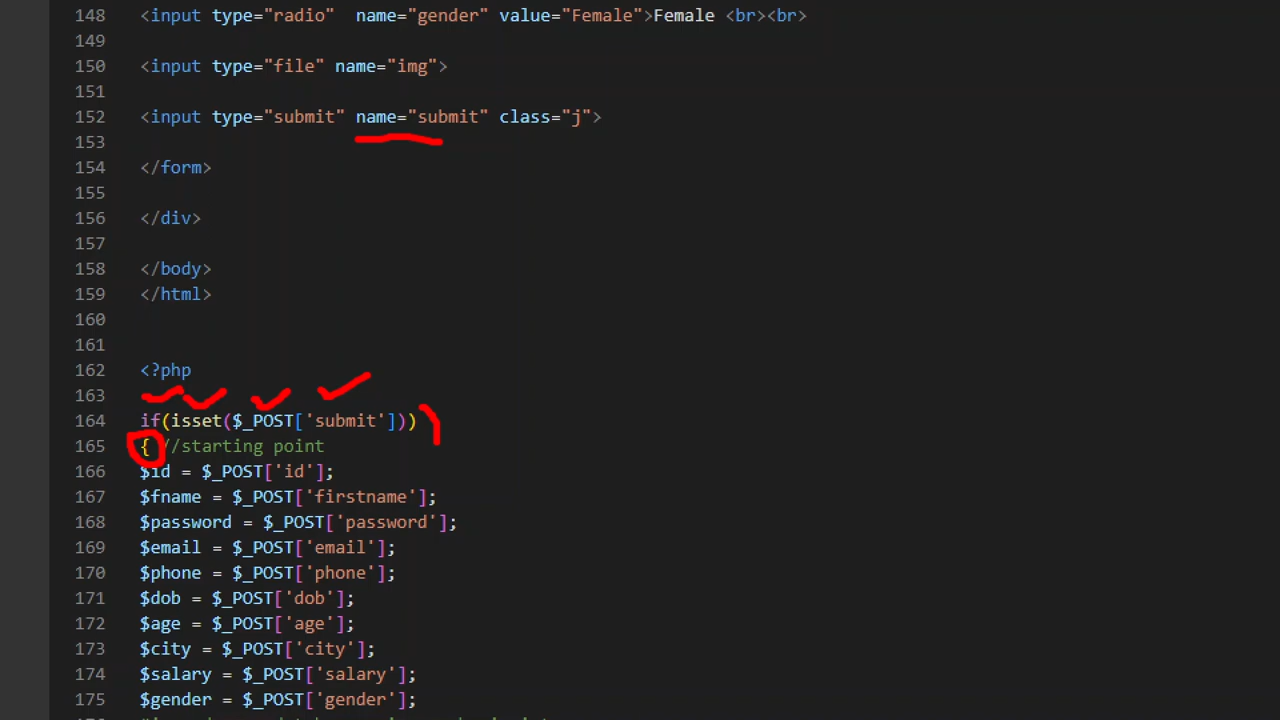 148 <input type="radio"  name="gender" value="Female">Female <br><br>
149
150 <input type="file" name="img">
151
152 <input type="submit" name="submit" class="j">
153
154 </form>
155
156 </div>
157
158 </body>
159 </html>
160
161
162 <?php
163
164 if(isset($_POST['submit']))
165 { //starting point
166 $id = $_POST['id'];
167 $fname = $_POST['firstname'];
168 $password = $_POST['password'];
169 $email = $_POST['email'];
170 $phone = $_POST['phone'];
171 $dob = $_POST['dob'];
172 $age = $_POST['age'];
173 $city = $_POST['city'];
174 $salary = $_POST['salary'];
175 $gender = $_POST['gender'];